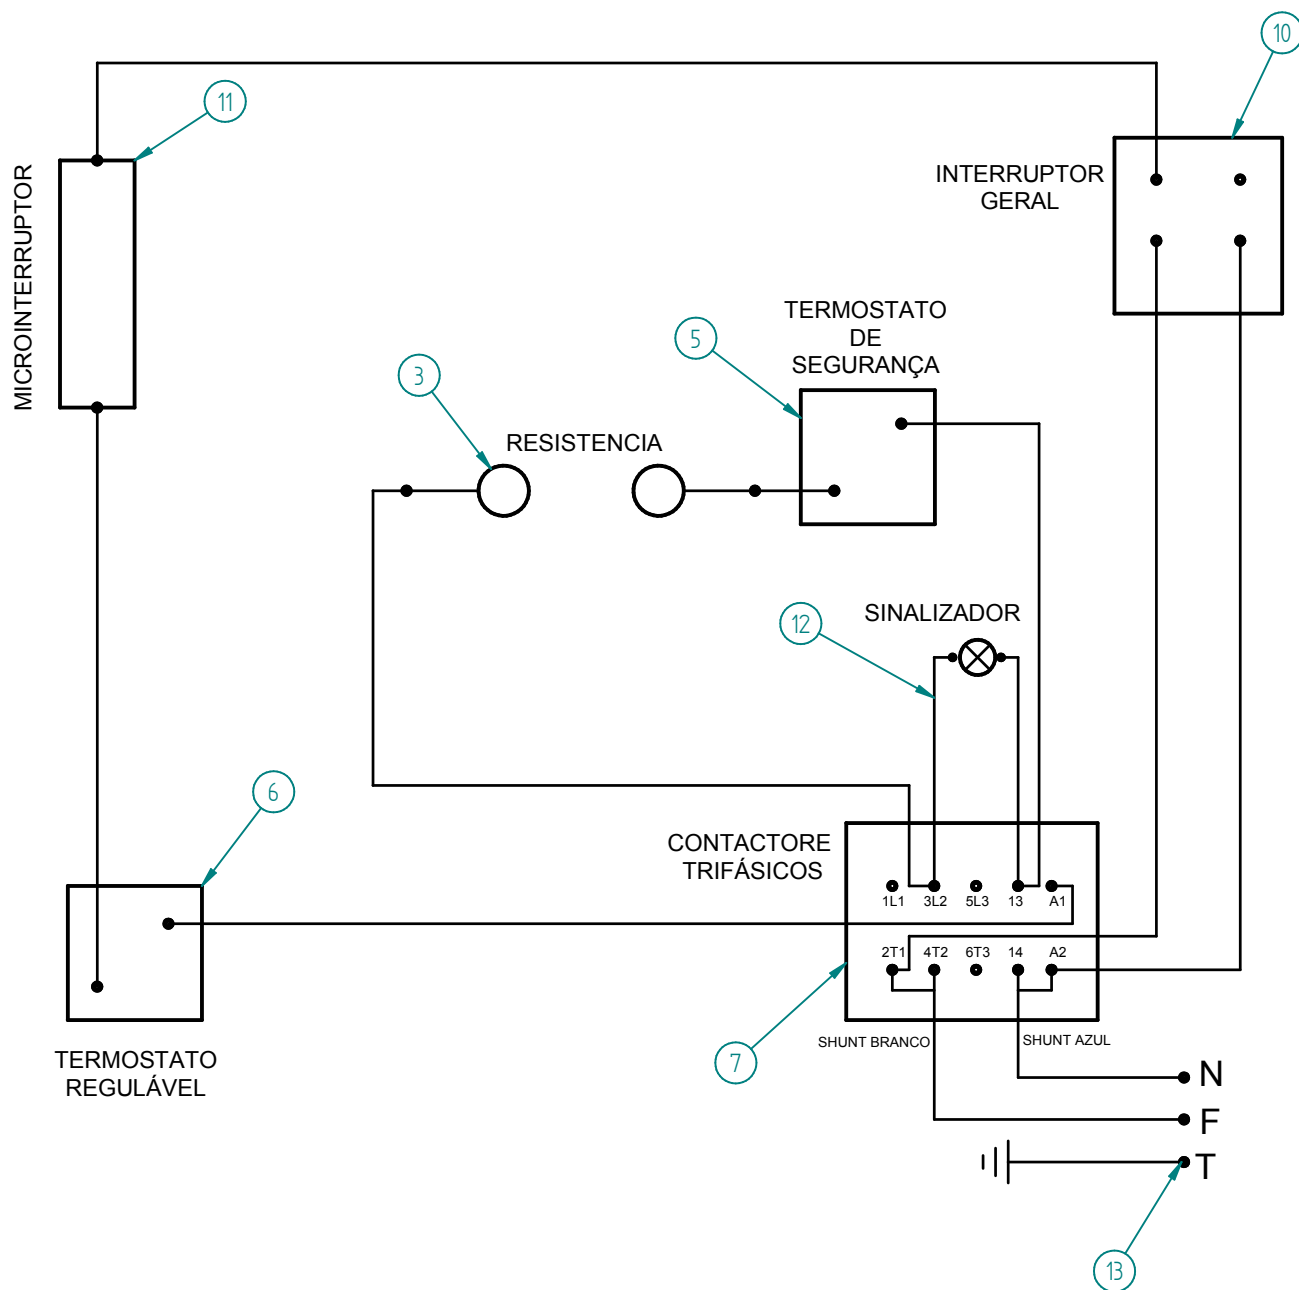 10
11
INTERRUPTOR
GERAL
MICROINTERRUPTOR
TERMOSTATO
DE
SEGURANÇA
5
3
RESISTENCIA
SINALIZADOR
12
6
CONTACTORE
TRIFÁSICOS
1L1 3L2 5L3 13 A1
2T1 4T2 6T3 14 A2
SHUNT BRANCO SHUNT AZUL
7
TERMOSTATO
REGULÁVEL
N
F
T
13